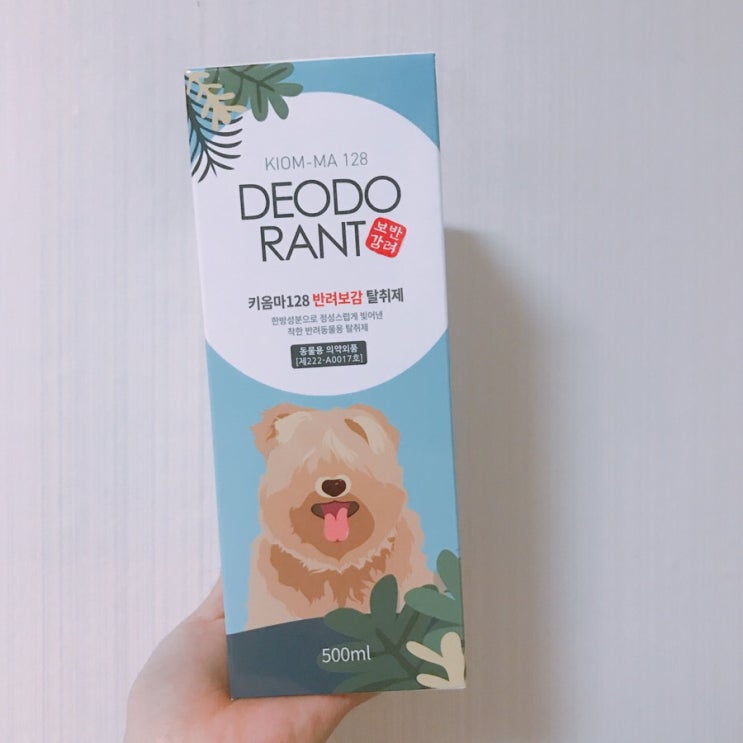 KIOM-MA 128
DEODO
RANT
반려
보감
키옴마128 반려보감 탈취제
한방성분으로 정성스럽게 빚어낸
착한 반려동물용 탈취제
동물용 의약외품
[제222-A0017호]
500ml